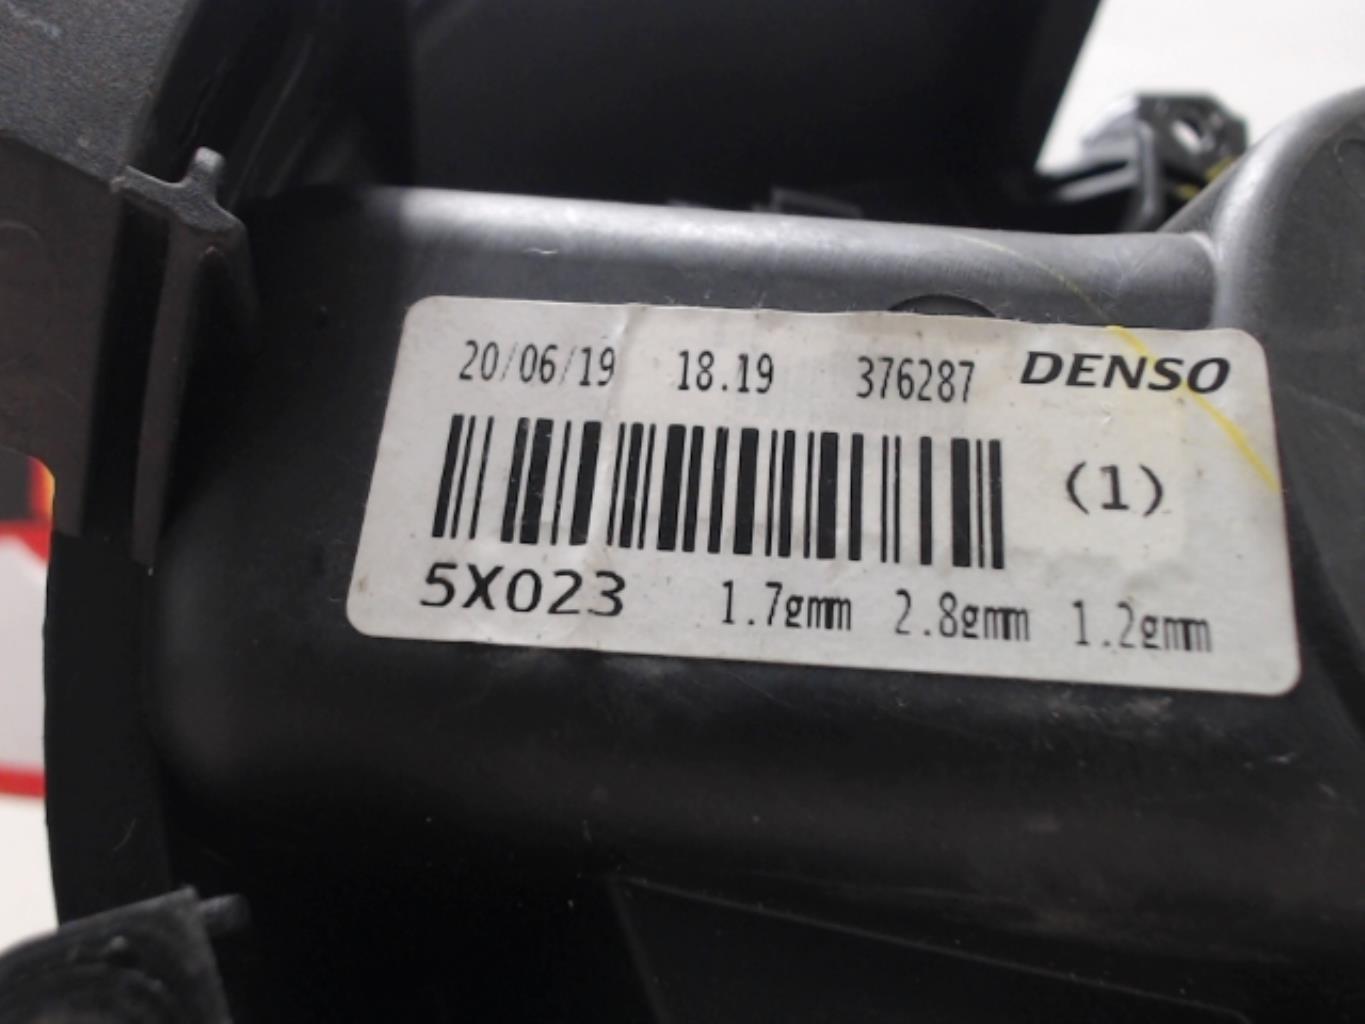 20/06/19 18.19 376287 DENSO
(1)
5X023 1.7gmm 2.8gmm 1.2gmm